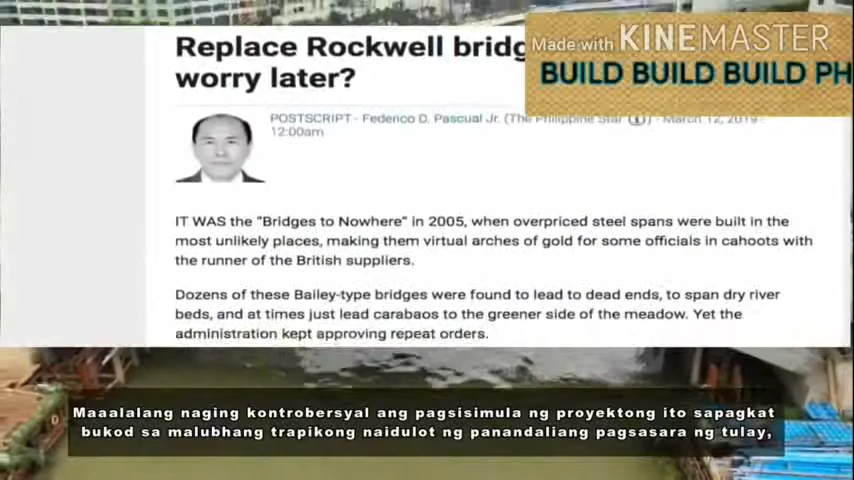 Replace Rockwell
worry later?
Made with KINEMASTER
BUILD BUILD BUILD PH
POSTSCRIPT - Federico D. Pascual Jr. (The Philippine Star) - March 12, 2019 -
12:00am
IT WAS the "Bridges to Nowhere" in 2005, when overpriced steel spans were built in the
most unlikely places, making them virtual arches of gold for some officials in cahoots with
the runner of the British suppliers.
Dozens of these Bailey-type bridges were found to lead to dead ends, to span dry river
beds, and at times just lead carabaos to the greener side of the meadow. Yet the
administration kept approving repeat orders.
Maaalalang naging kontrobersyal ang pagsisimula ng proyektong ito sapagkat
bukod sa malubhang trapikong naidulot ng panandaliang pagsasara ng tulay,